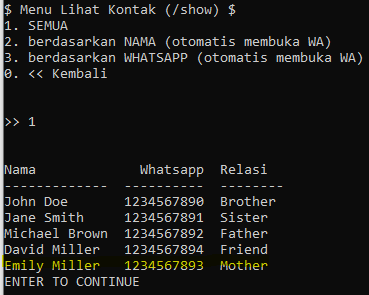 $ Menu Lihat Kontak (/show) $
1. SEMUA
2. berdasarkan NAMA (otomatis membuka WA)
3. berdasarkan WHATSAPP (otomatis membuka WA)
0. << Kembali
>> 1
Nama Whatsapp Relasi
------------- ---------- --------
John Doe 1234567890 Brother
Jane Smith 1234567891 Sister
Michael Brown 1234567892 Father
David Miller 1234567894 Friend
Emily Miller 1234567893 Mother
ENTER TO CONTINUE